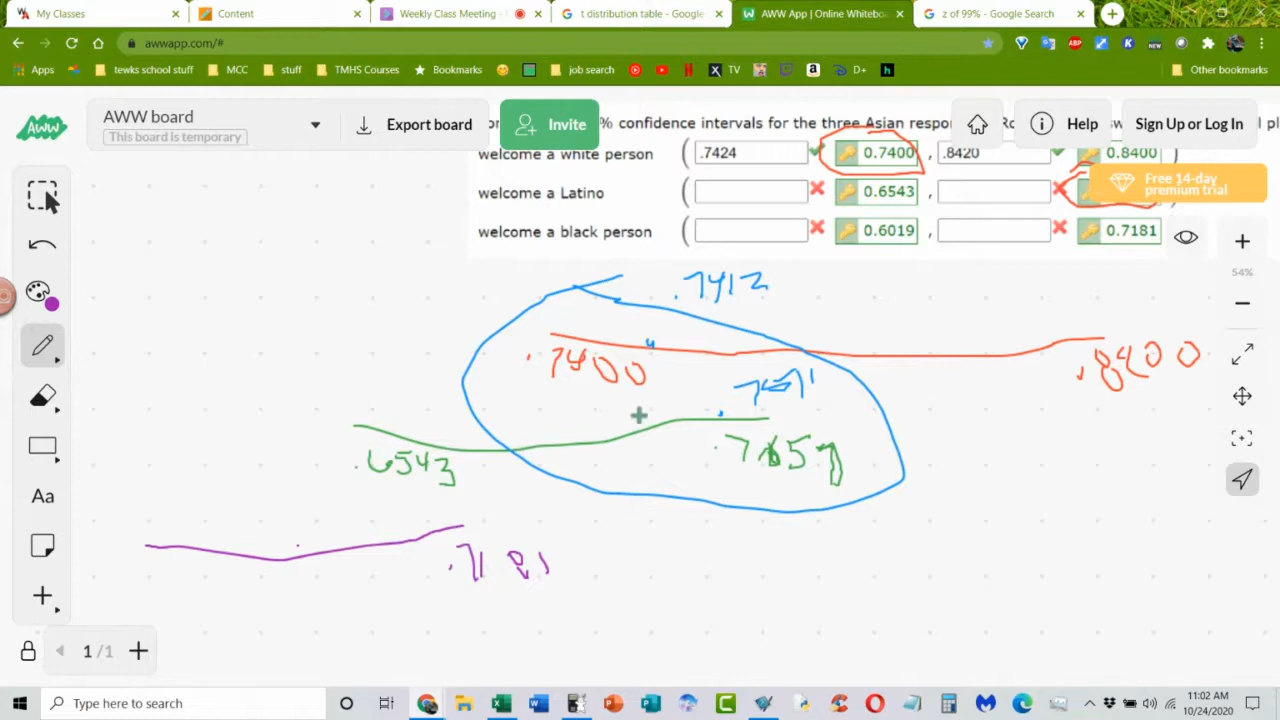 My Classes
Content
Weekly Class Meeting -
t distribution table - Google
AWW App | Online Whiteboa
z of 99% - Google Search
awwapp.com/#
Apps
tewks school stuff
MCC
stuff
TMHS Courses
Bookmarks
job search
TV
D+
h
Other bookmarks
AWW
AWW board
This board is temporary
Export board
Invite
% confidence intervals for the three Asian respon
Help
Sign Up or Log In
welcome a white person ( .7424 0.7400 , .8420 0.8400 )
welcome a Latino ( 0.6543 ,
Free 14-day
premium trial
welcome a black person ( 0.6019 , 0.7181
54%
.7412
.7400
.8400
.6543
.7181
Aa
1 / 1
Type here to search
11:02 AM
10/24/2020